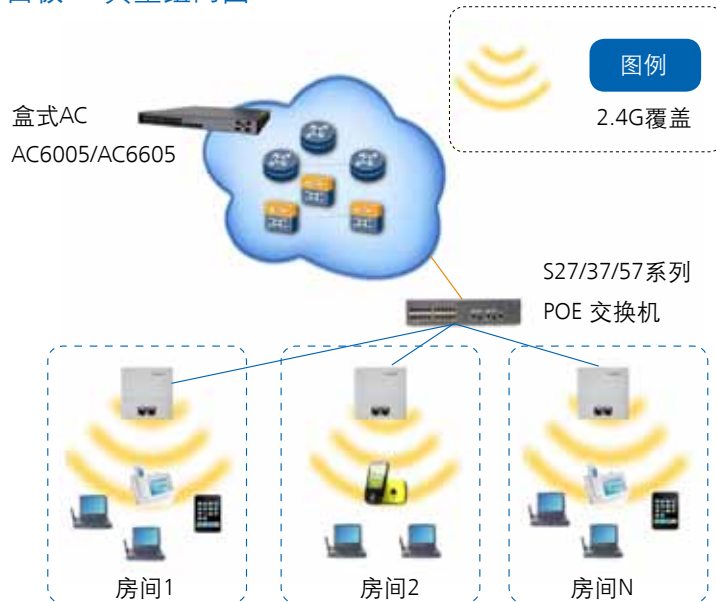 图例
2.4G覆盖
盒式AC
AC6005/AC6605
S27/37/57系列
POE 交换机
房间1
房间2
房间N